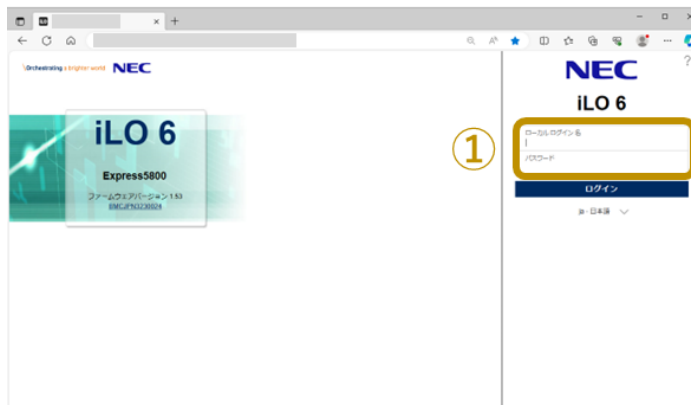 \Orchestrating a brighter world NEC
iLO 6
Express5800
ファームウェアバージョン 1.53
BMCJPN3230824
①
NEC
?
iLO 6
ローカルログイン名
パスワード
ログイン
ja - 日本語